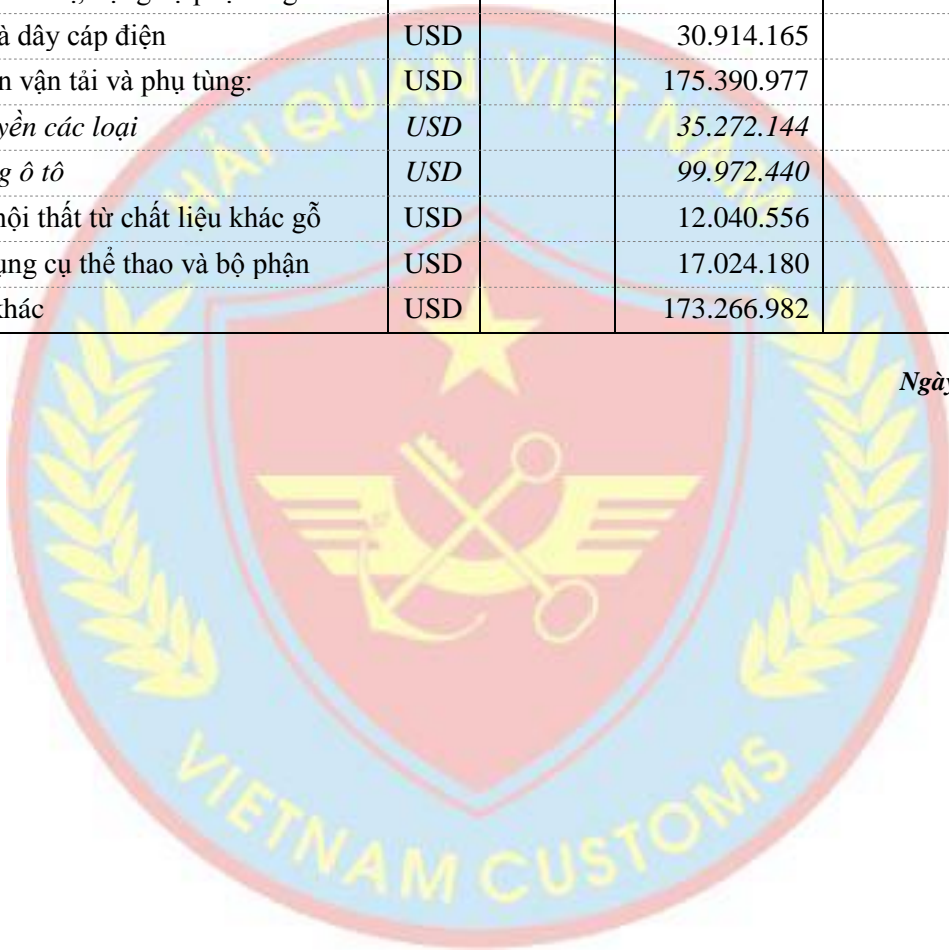 à dây cáp điện USD 30.914.165
n vận tải và phụ tùng: USD 175.390.977
yền các loại USD 35.272.144
g ô tô USD 99.972.440
nội thất từ chất liệu khác gỗ USD 12.040.556
ụng cụ thể thao và bộ phận USD 17.024.180
khác USD 173.266.982
Ngày
HẢI QUAN VIỆT NAM
VIETNAM CUSTOMS